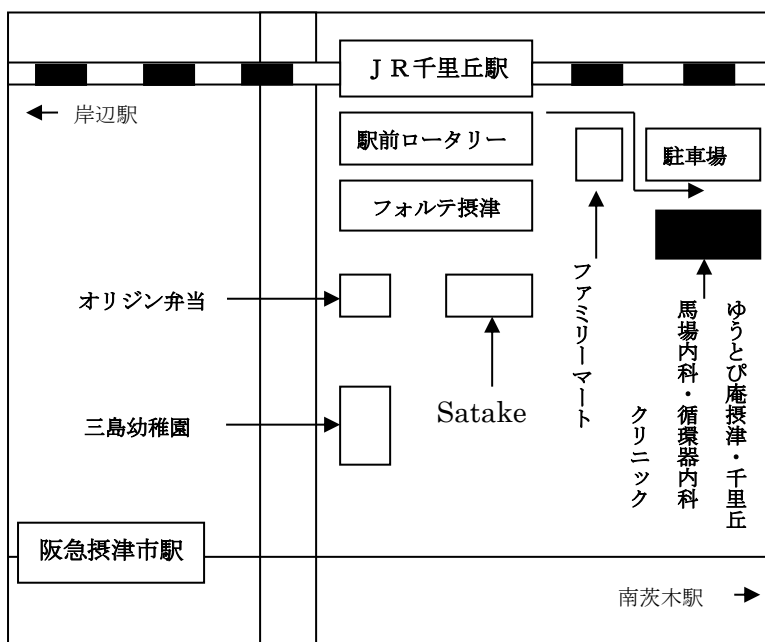 ＪＲ千里丘駅
岸辺駅
駅前ロータリー
駐車場
フォルテ摂津
オリジン弁当
ファミリーマート
ゆうとぴ庵摂津・千里丘
馬場内科・循環器内科
クリニック
Satake
三島幼稚園
阪急摂津市駅
南茨木駅